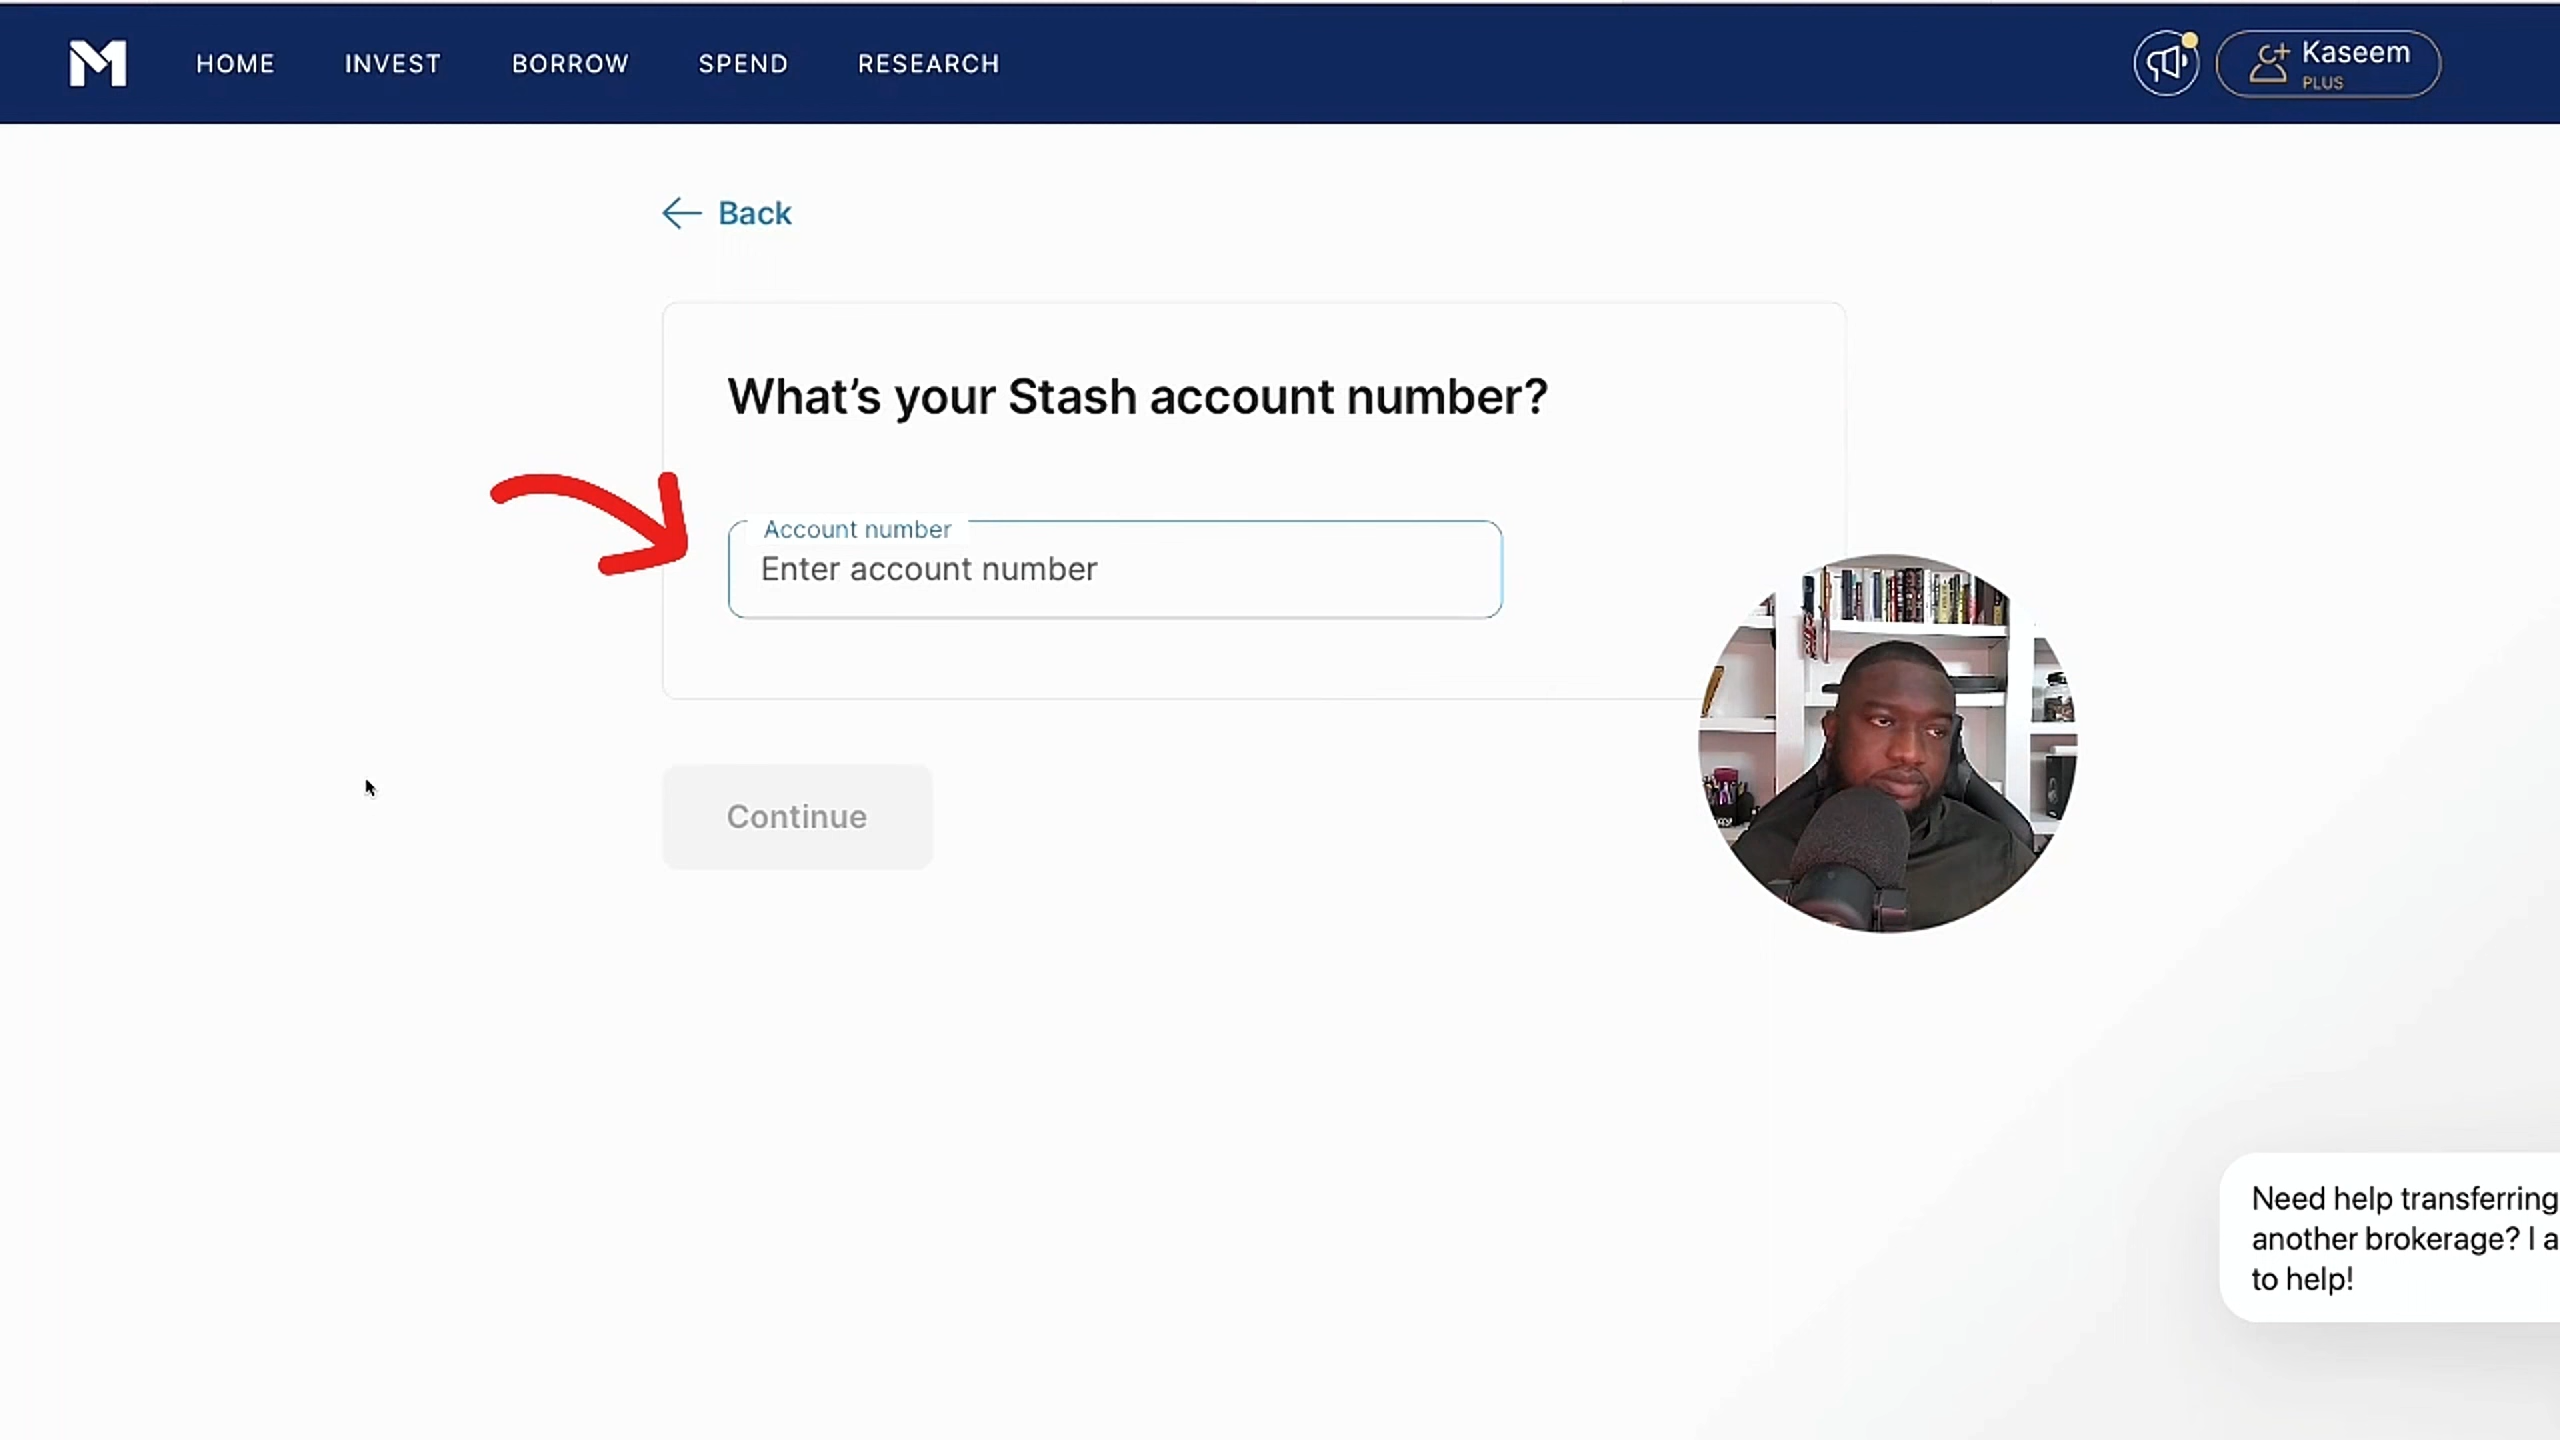 M
HOME
INVEST
BORROW
SPEND
RESEARCH
Kaseem
PLUS
Back
What’s your Stash account number?
Account number
Enter account number
Continue
Need help transferring
another brokerage? I a
to help!